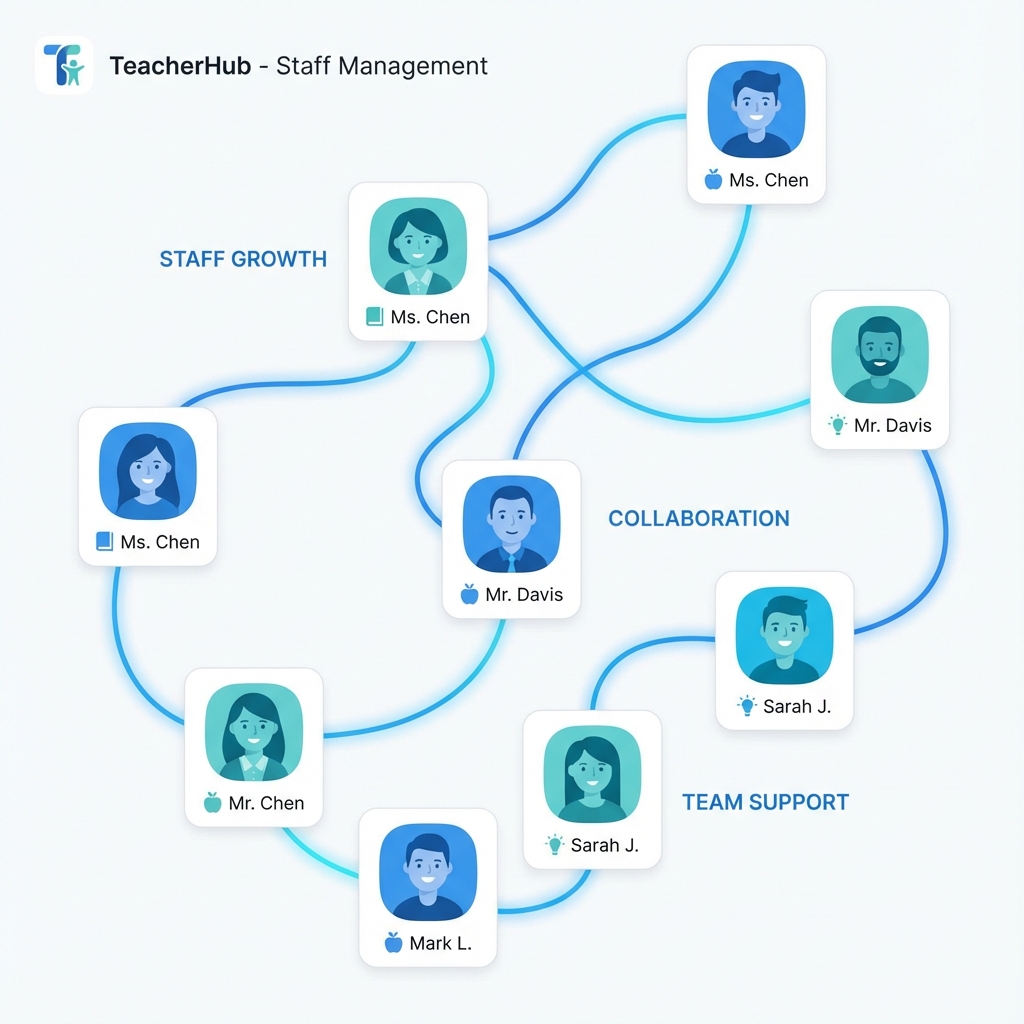 TeacherHub - Staff Management
Ms. Chen
STAFF GROWTH
Ms. Chen
Mr. Davis
Ms. Chen
COLLABORATION
Mr. Davis
Sarah J.
Mr. Chen
TEAM SUPPORT
Sarah J.
Mark L.